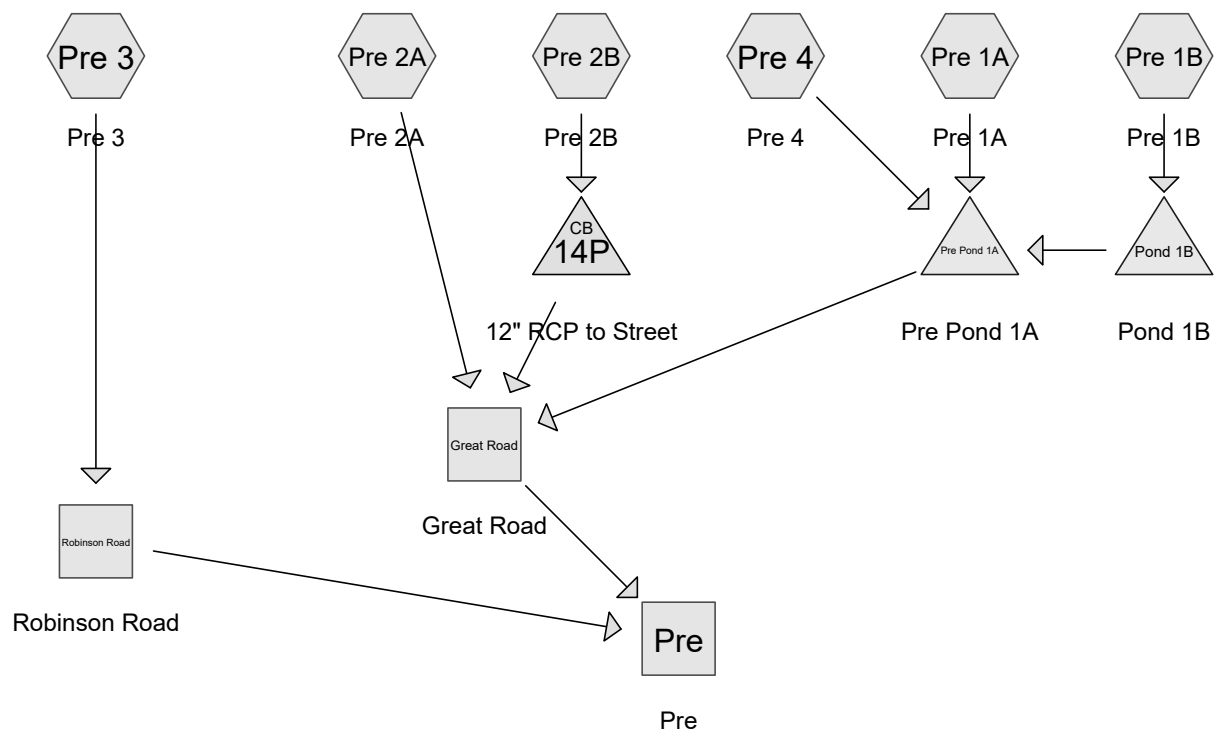 Pre 3
Pre 2A
Pre 2B
Pre 4
Pre 1A
Pre 1B
Pre 3
Pre 2A
Pre 2B
Pre 4
Pre 1A
Pre 1B
CB
14P
Pre Pond 1A
Pond 1B
12" RCP to Street
Pre Pond 1A
Pond 1B
Great Road
Great Road
Robinson Road
Robinson Road
Pre
Pre